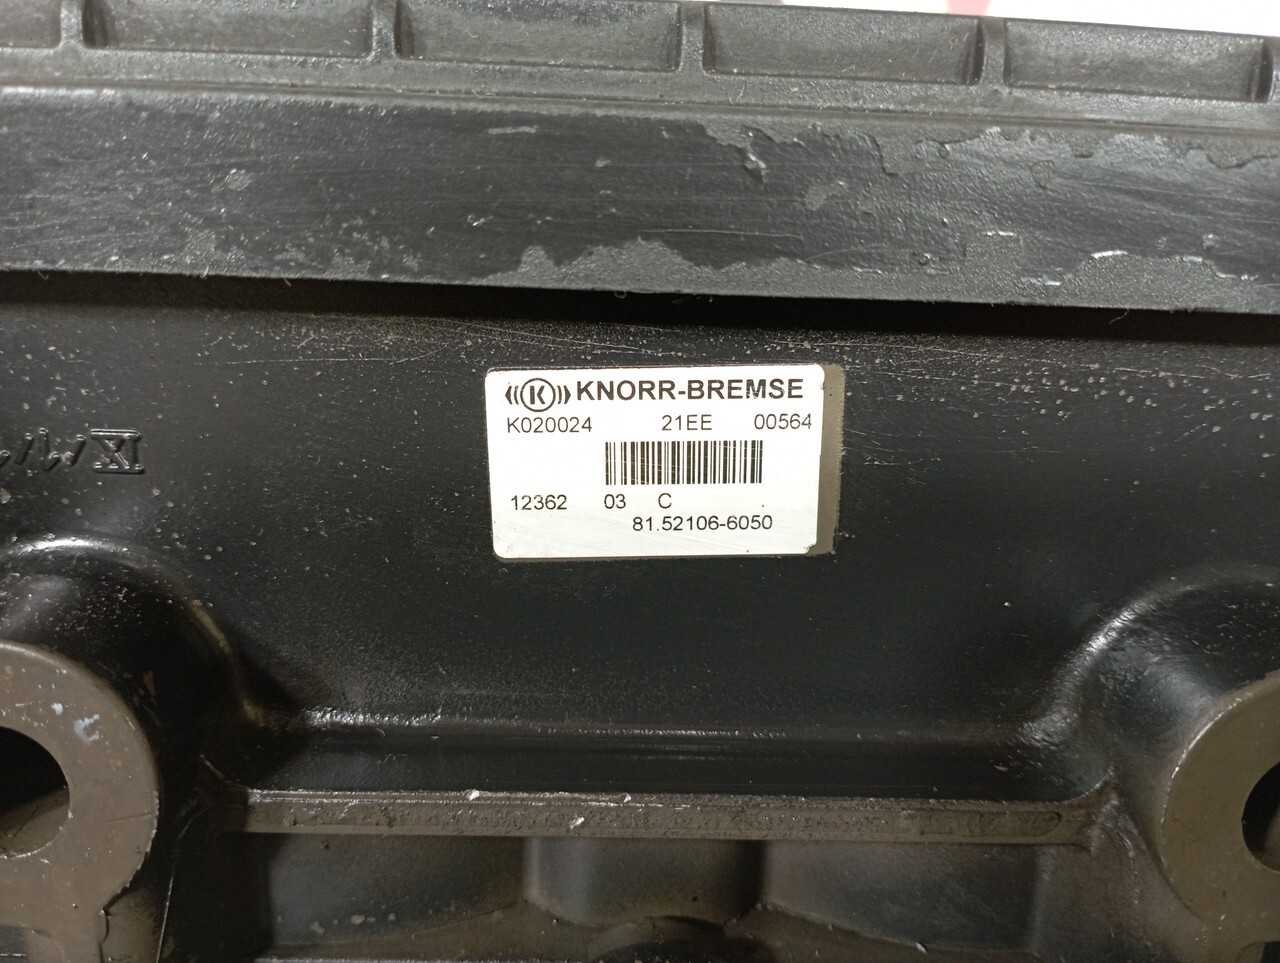 KNORR-BREMSE
K020024 21EE 00564
12362 03 C
81.52106-6050